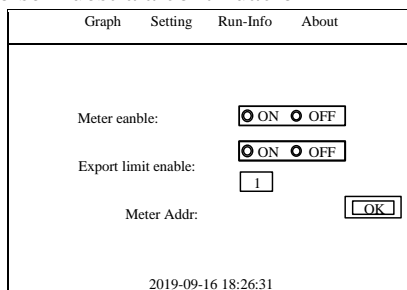 Graph Setting Run-Info About
Meter eanble: ON OFF
Export limit enable: ON OFF
1
Meter Addr: OK
2019-09-16 18:26:31